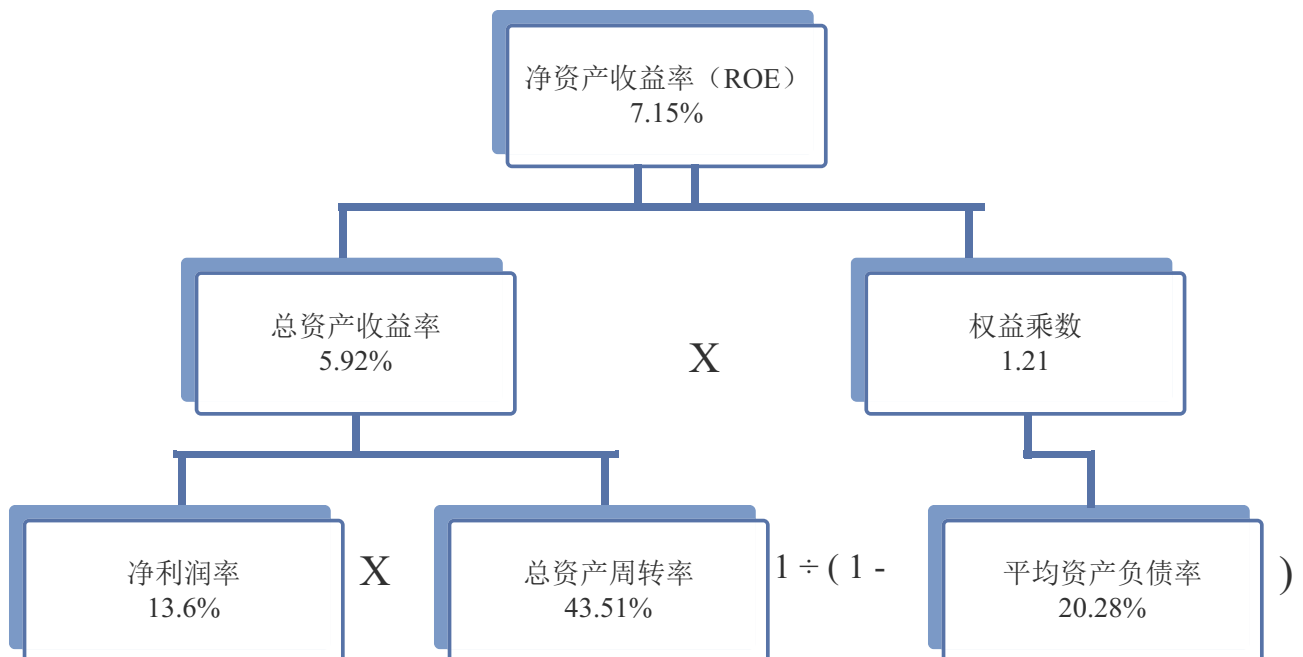 净资产收益率（ROE）
7.15%
总资产收益率
5.92%
X
权益乘数
1.21
净利润率
13.6%
X
总资产周转率
43.51%
1 ÷ ( 1 -
平均资产负债率
20.28%
)